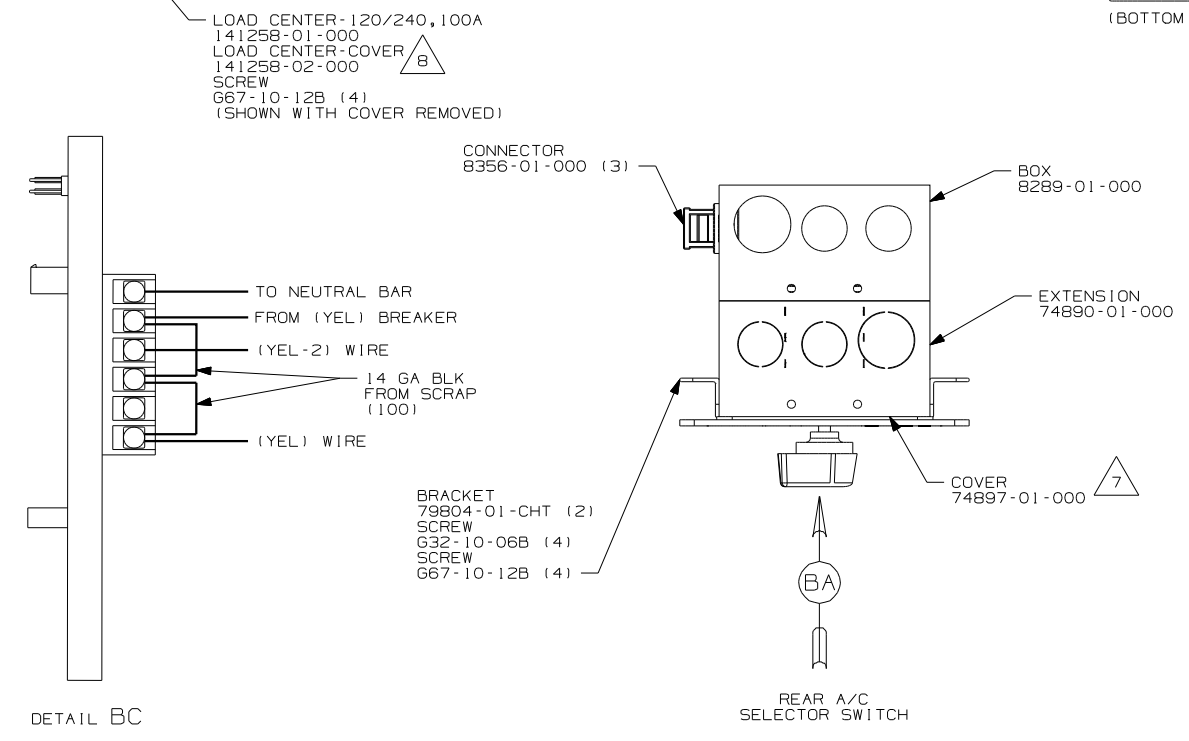 LOAD CENTER-120/240,100A
141258-01-000
LOAD CENTER-COVER
141258-02-000
8
SCREW
G67-10-12B (4)
(SHOWN WITH COVER REMOVED)
(BOTTOM
CONNECTOR
8356-01-000 (3)
BOX
8289-01-000
TO NEUTRAL BAR
FROM (YEL) BREAKER
(YEL-2) WIRE
14 GA BLK
FROM SCRAP
(100)
(YEL) WIRE
EXTENSION
74890-01-000
BRACKET
79804-01-CHT (2)
SCREW
G32-10-06B (4)
SCREW
G67-10-12B (4)
COVER
74897-01-000
7
BA
REAR A/C
SELECTOR SWITCH
DETAIL BC